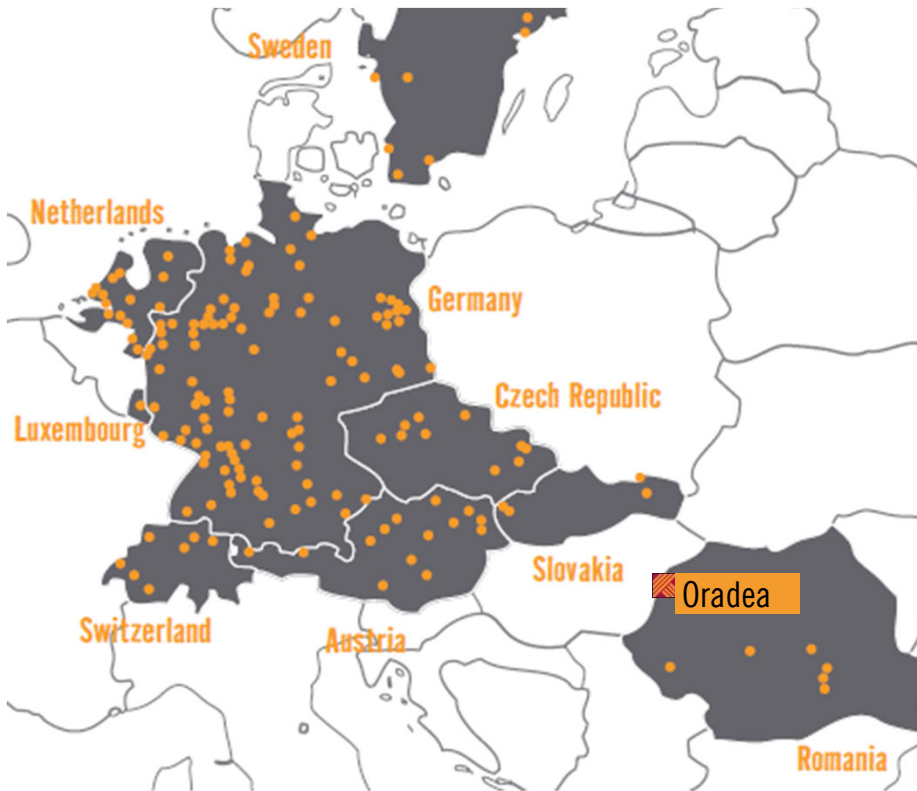 Sweden
Netherlands
Germany
Czech Republic
Luxembourg
Slovakia
Oradea
Switzerland
Austria
Romania